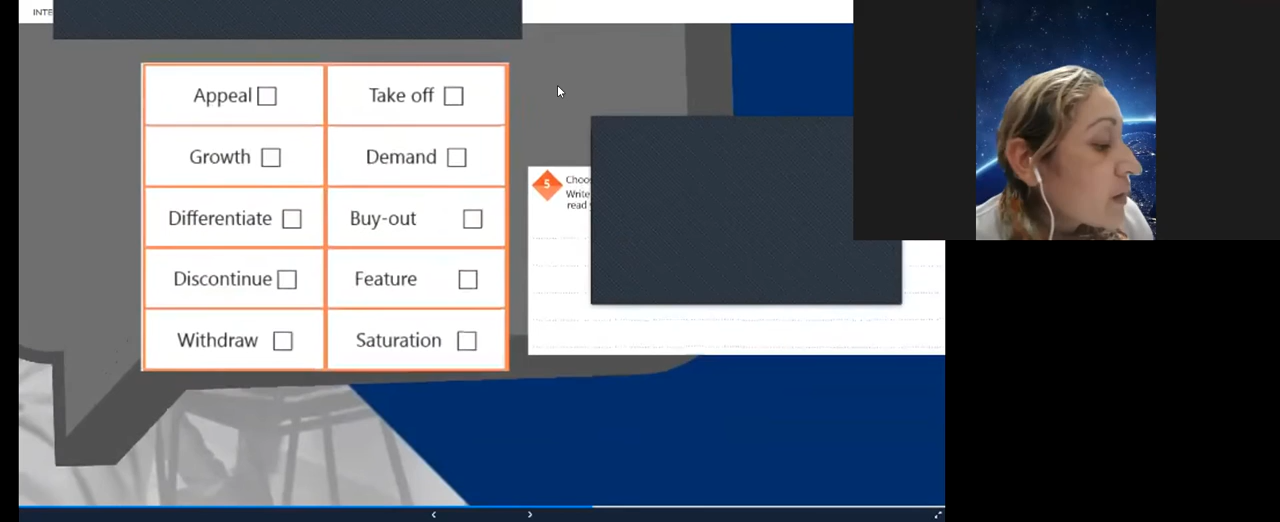 INTE
Appeal
Take off
Growth
Demand
Differentiate
Buy-out
Discontinue
Feature
Withdraw
Saturation
5
Choo
Write
read